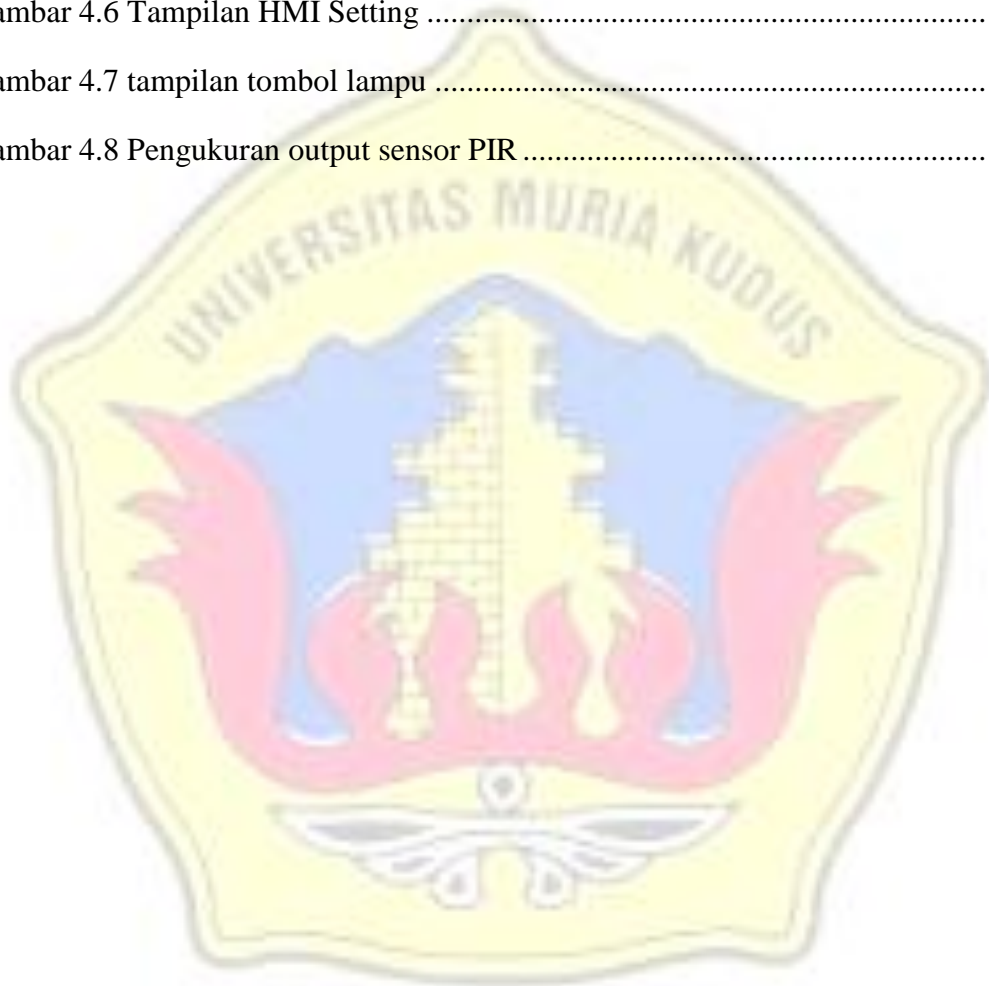 ambar 4.6 Tampilan HMI Setting ......................................................................
ambar 4.7 tampilan tombol lampu .....................................................................
ambar 4.8 Pengukuran output sensor PIR ..........................................................
UNIVERSITAS MURIA KUDUS